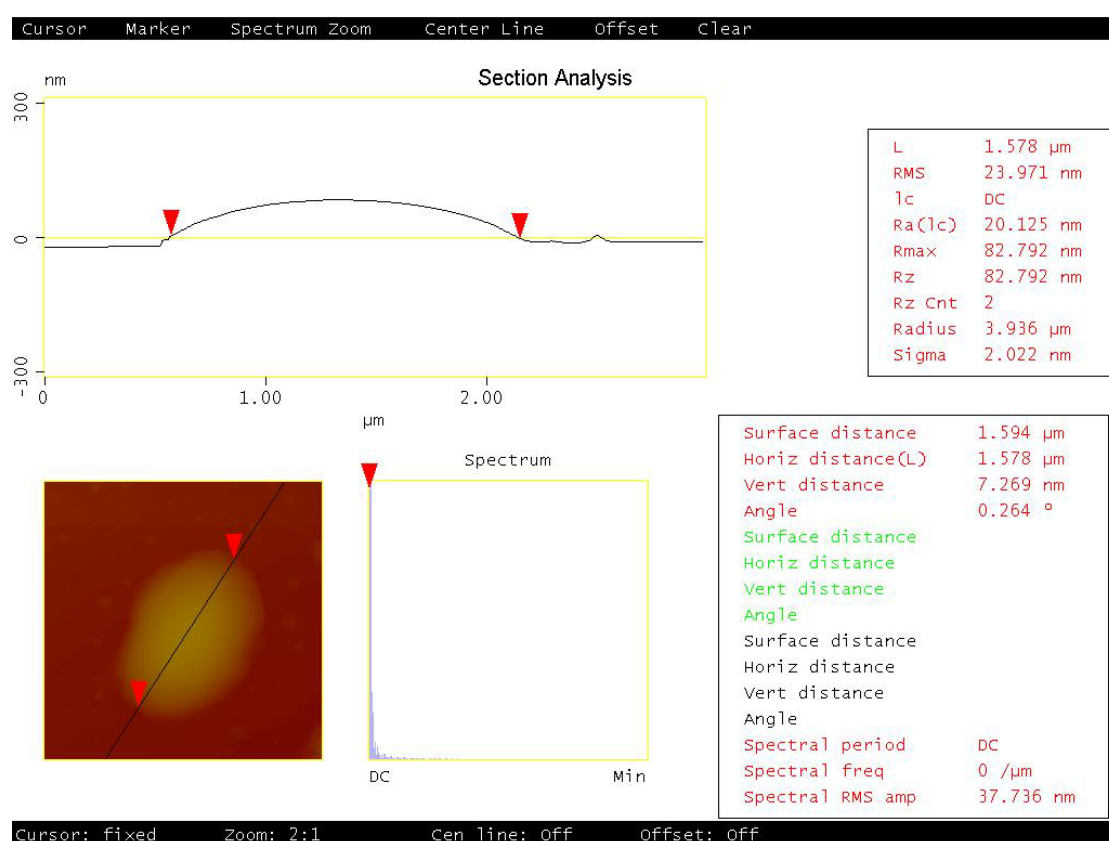 Cursor Marker Spectrum Zoom Center Line Offset Clear
nm
Section Analysis
300
0
-300
0 1.00 2.00
µm
L 1.578 µm
RMS 23.971 nm
lc DC
Ra(lc) 20.125 nm
Rmax 82.792 nm
Rz 82.792 nm
Rz Cnt 2
Radius 3.936 µm
Sigma 2.022 nm
Spectrum
DC Min
Surface distance 1.594 µm
Horiz distance(L) 1.578 µm
Vert distance 7.269 nm
Angle 0.264 º
Surface distance
Horiz distance
Vert distance
Angle
Surface distance
Horiz distance
Vert distance
Angle
Spectral period DC
Spectral freq 0 /µm
Spectral RMS amp 37.736 nm
Cursor: fixed Zoom: 2:1 Cen line: Off Offset: Off